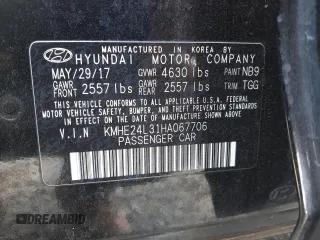 MANUFACTURED IN KOREA BY
HYUNDAI MOTOR COMPANY
MAY/29/17 GVWR 4630 lbs PAINT NB9
GAWR FRONT 2557 lbs GAWR REAR 2557 lbs TRIM TGG
THIS VEHICLE CONFORMS TO ALL APPLICABLE FEDERAL
MOTOR VEHICLE SAFETY, BUMPER, AND THEFT PREVENTION STANDARDS
IN EFFECT ON THE DATE OF MANUFACTURE SHOWN ABOVE.
V.I.N KMHE24L31HA067706
PASSENGER CAR
DREAMBID